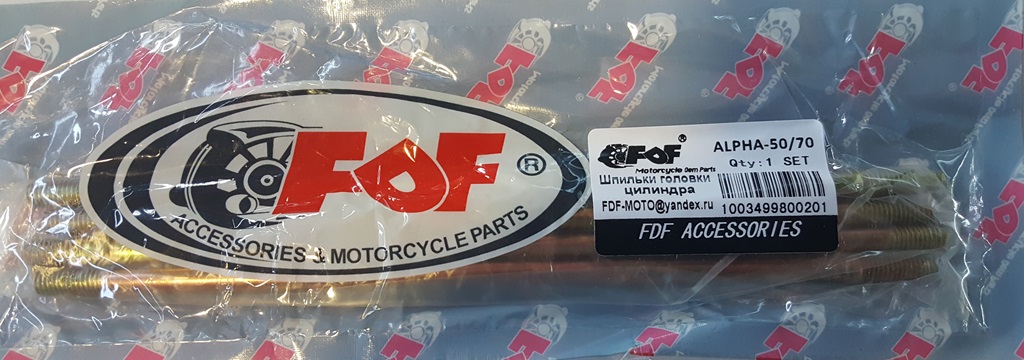 FDF ®
ACCESSORIES & MOTORCYCLE PARTS
FDF ®
Motorcycle Oem Parts
ALPHA-50/70
Qty:1 SET
Шпильки головки
цилиндра
FDF-MOTO@yandex.ru
1003499800201
FDF ACCESSORIES